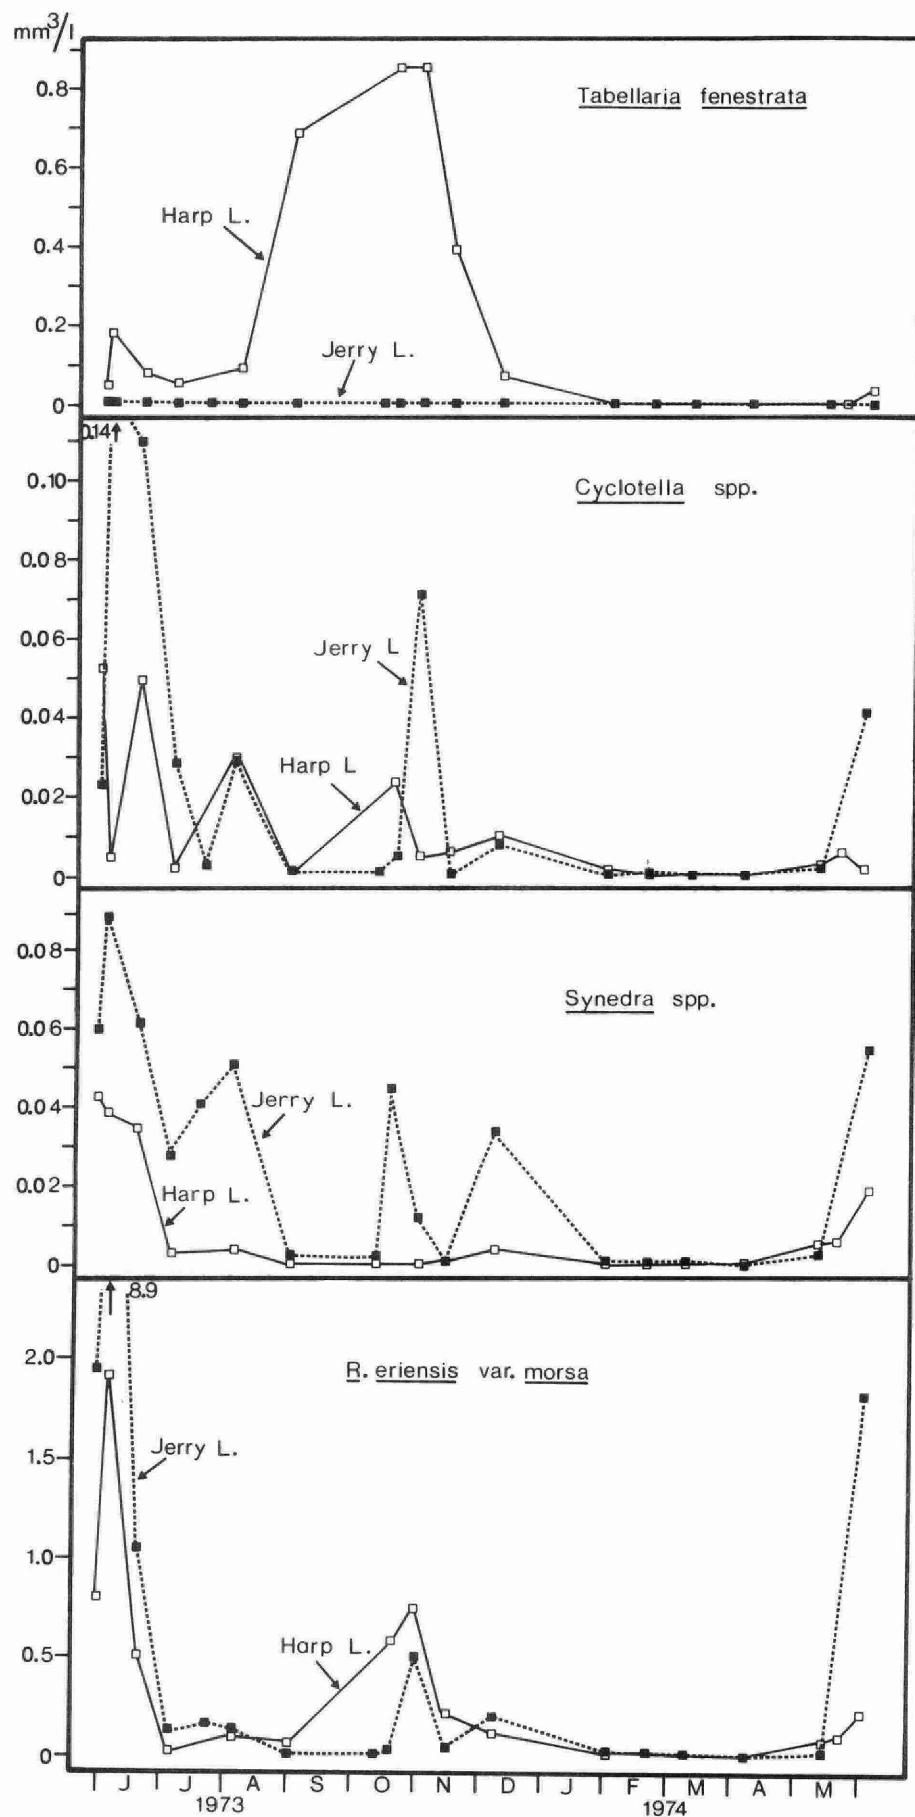 mm3/l
0.8
Tabellaria fenestrata
0.6
Harp L.
0.4
0.2
Jerry L.
0
0.14
0.10
Cyclotella spp.
0.08
0.06
Jerry L
0.04
Harp L
0.02
0
0.08
Synedra spp.
0.06
0.04
Jerry L.
0.02
Harp L.
0
8.9
2.0
R. eriensis var. morsa
1.5
Jerry L.
1.0
0.5
Harp L.
0
J J A S O N D J F M A M
1973 1974